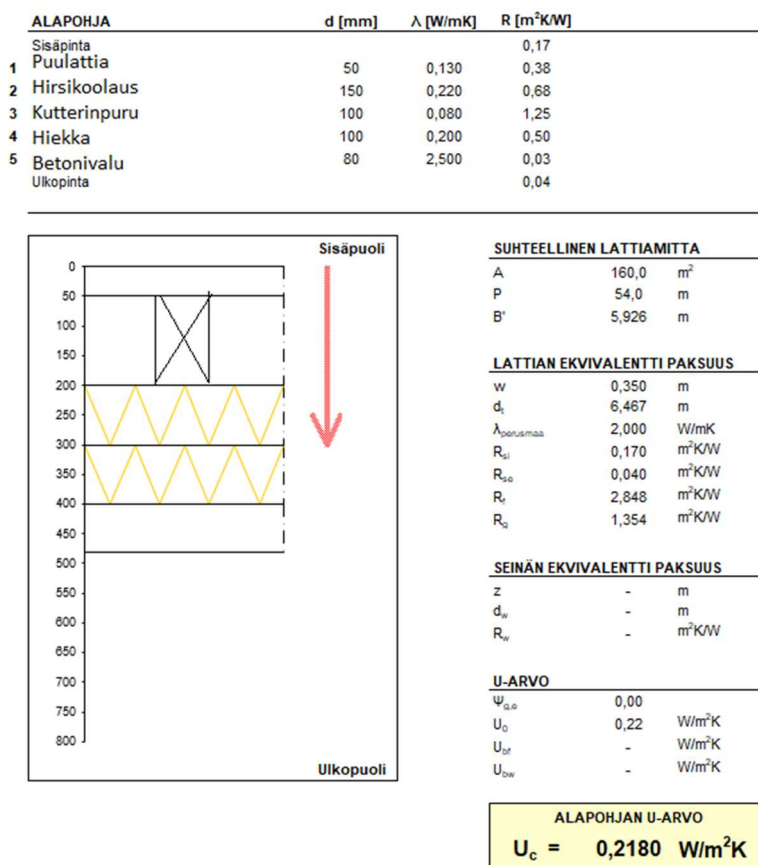 ALAPOHJA d [mm] Λ [W/mK] R [m²K/W]
Sisäpinta 0,17
1 Puulattia 50 0,130 0,38
2 Hirsikoolaus 150 0,220 0,68
3 Kutterinpuru 100 0,080 1,25
4 Hiekka 100 0,200 0,50
5 Betonivalu 80 2,500 0,03
Ulkopinta 0,04
Sisäpuoli
0
50
100
150
200
250
300
350
400
450
500
550
600
650
700
750
800
Ulkopuoli
SUHTEELLINEN LATTIAMITTA
A 160,0 m²
P 54,0 m
B' 5,926 m
LATTIAN EKVIVALENTTI PAKSUUS
w 0,350 m
dₜ 6,467 m
λperusmaa 2,000 W/mK
Rsi 0,170 m²K/W
Rse 0,040 m²K/W
Rf 2,848 m²K/W
Rg 1,354 m²K/W
SEINÄN EKVIVALENTTI PAKSUUS
z - m
dw - m
Rw - m²K/W
U-ARVO
Ψg,e 0,00
U₀ 0,22 W/m²K
Ubf - W/m²K
Ubw - W/m²K
ALAPOHJAN U-ARVO
Uc = 0,2180 W/m²K